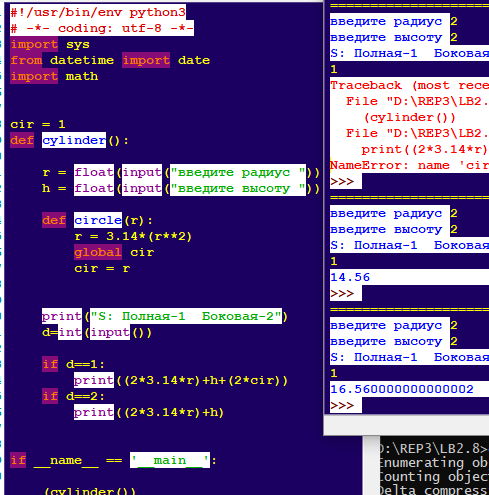 #!/usr/bin/env python3
# -*- coding: utf-8 -*-
import sys
from datetime import date
import math
cir = 1
def cylinder():
r = float(input("введите радиус "))
h = float(input("введите высоту "))
def circle(r):
r = 3.14*(r**2)
global cir
cir = r
print("S: Полная-1  Боковая-2")
d=int(input())
if d==1:
print((2*3.14*r)+h+(2*cir))
if d==2:
print((2*3.14*r)+h)
if __name__ == '__main__':
(cylinder())
введите радиус 2
введите высоту 2
S: Полная-1  Боковая
1
Traceback (most rece
File "D:\REP3\LB2.
(cylinder())
File "D:\REP3\LB2.
print((2*3.14*r)
NameError: name 'cir
>>>
введите радиус 2
введите высоту 2
S: Полная-1  Боковая
1
14.56
>>>
введите радиус 2
введите высоту 2
S: Полная-1  Боковая
1
16.560000000000002
>>>
D:\REP3\LB2.8>
Enumerating ob
Counting objec
Delta compress